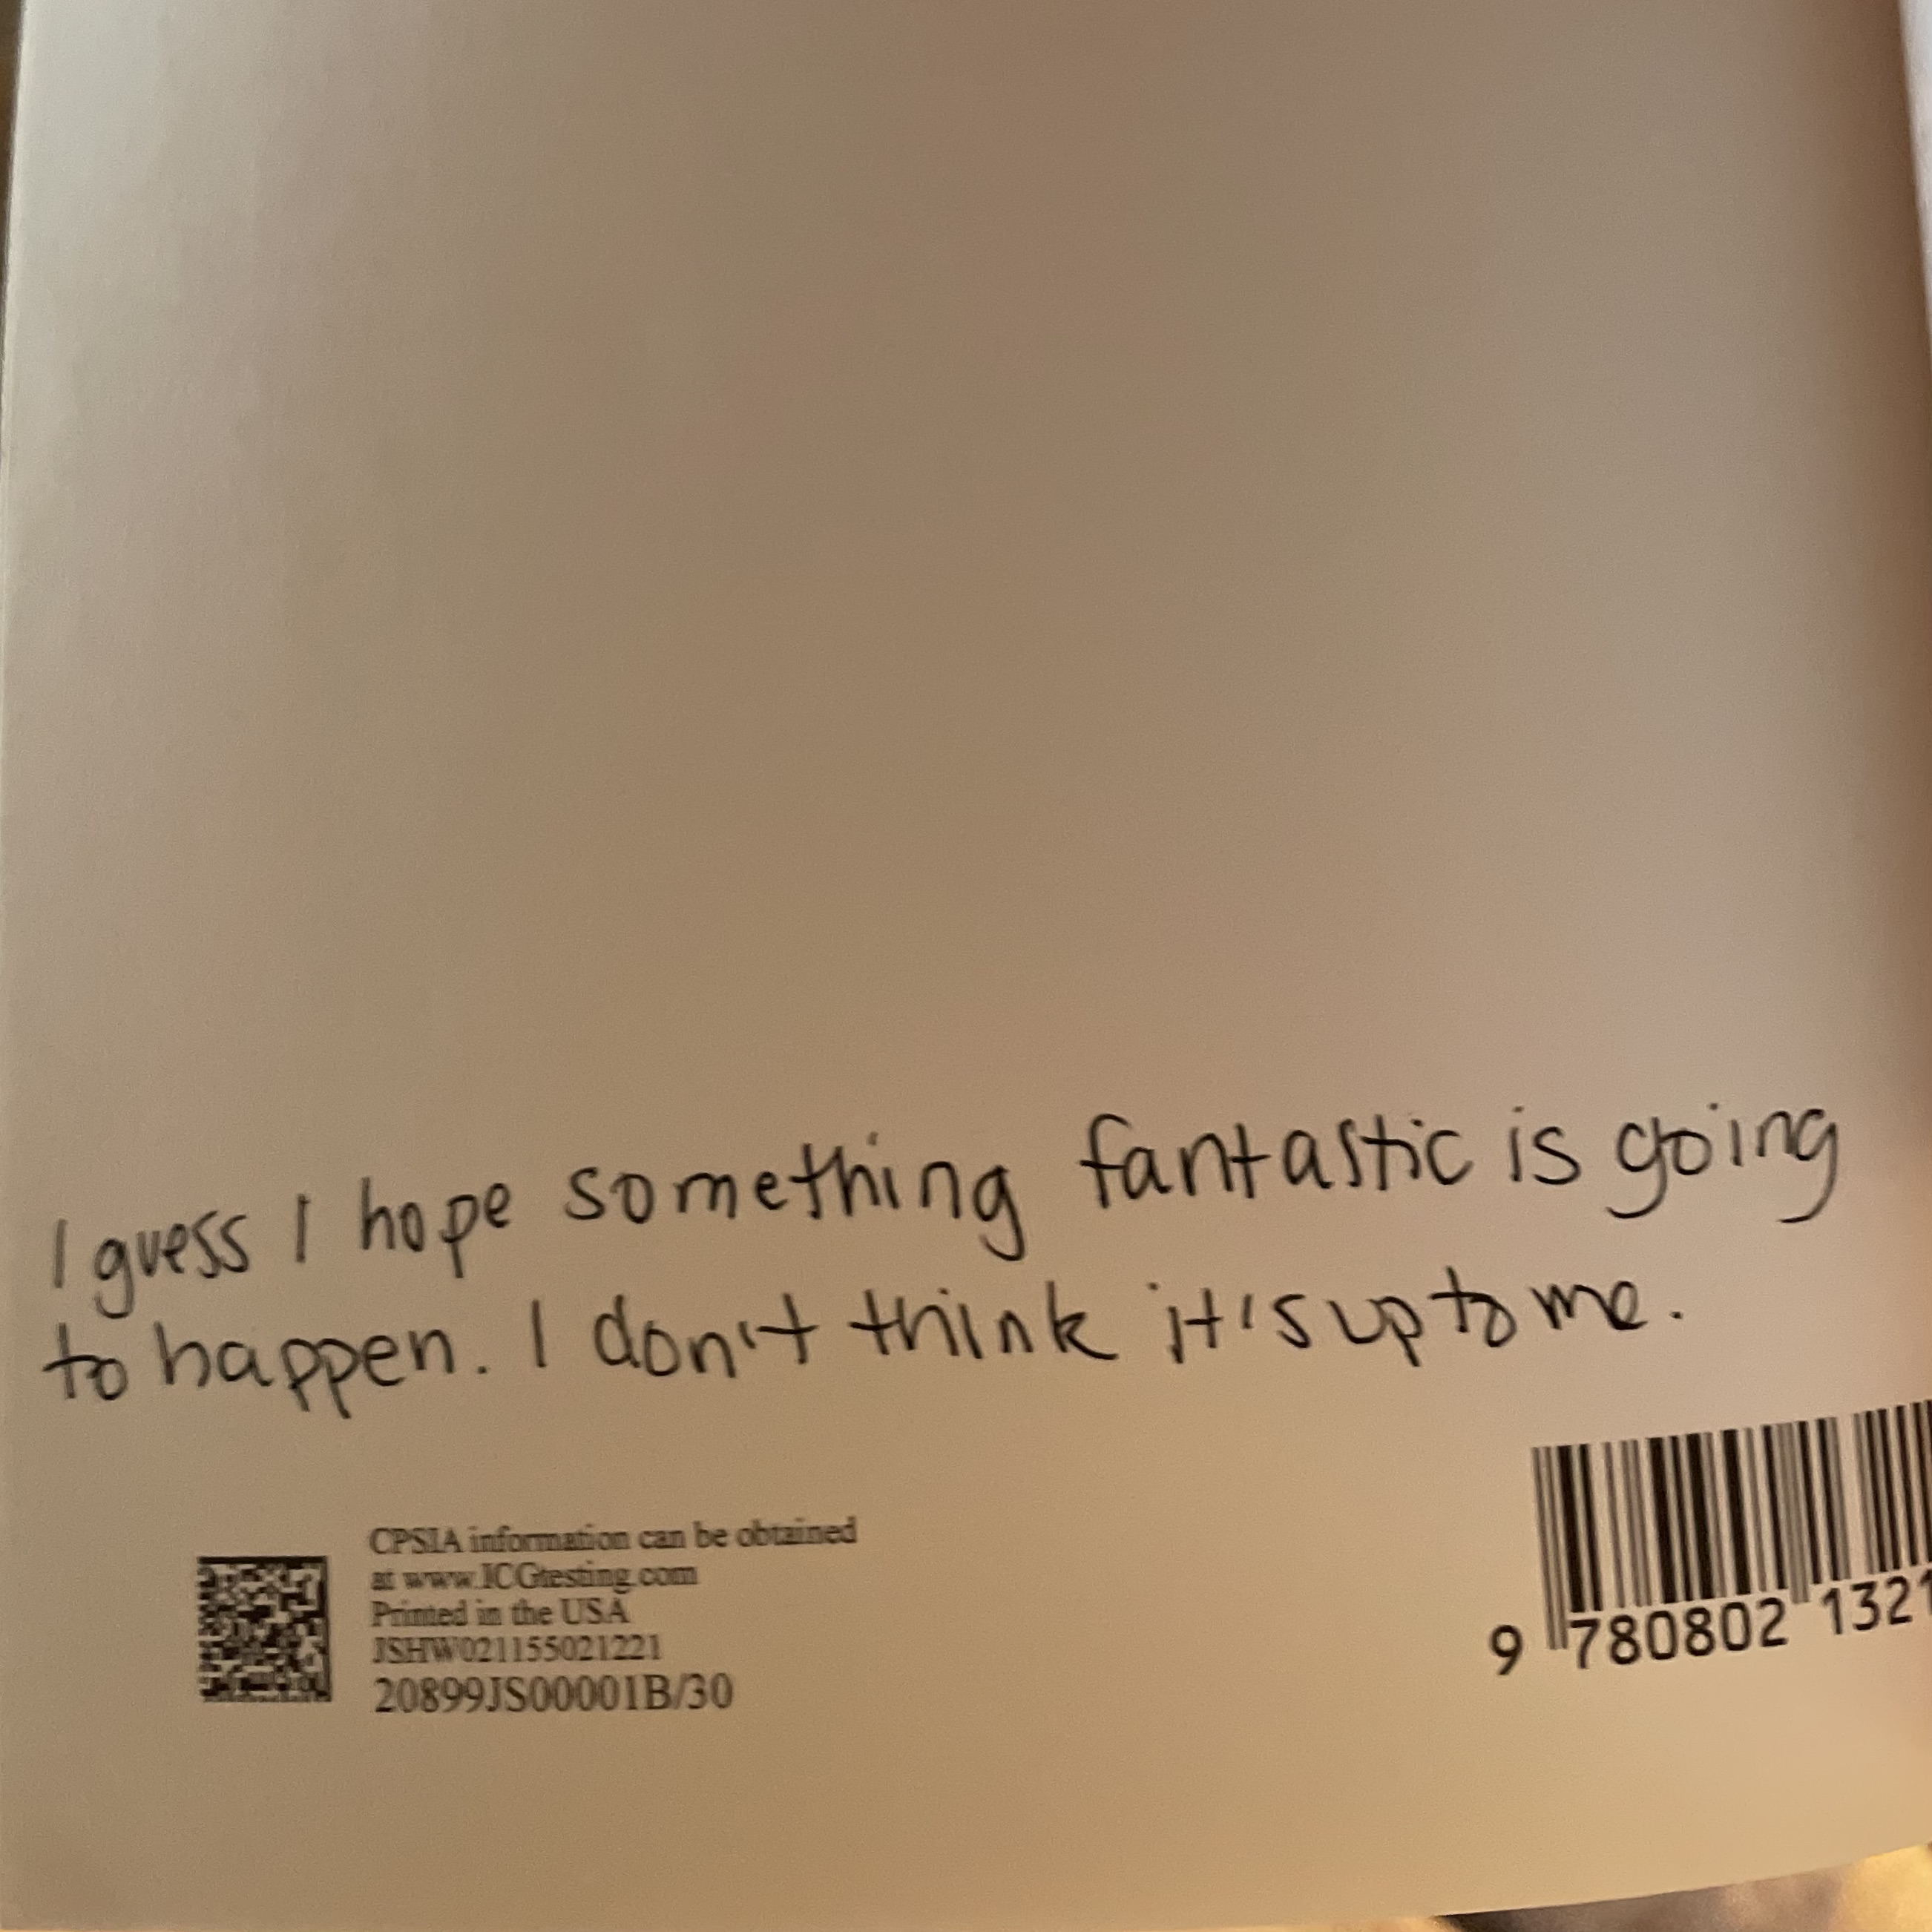 I guess I hope something fantastic is going
to happen. I don't think it's up to me.
CPSIA information can be obtained
at www.ICGtesting.com
Printed in the USA
JSHW021155021221
20899JS00001B/30
9 780802 1321